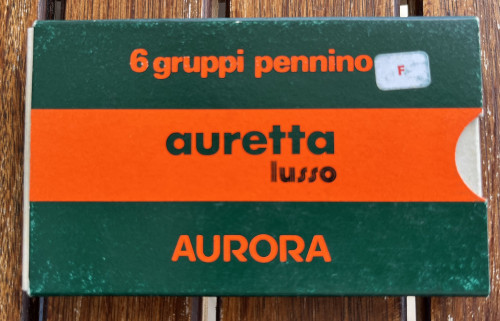 6 gruppi pennino F
auretta
lusso
AURORA